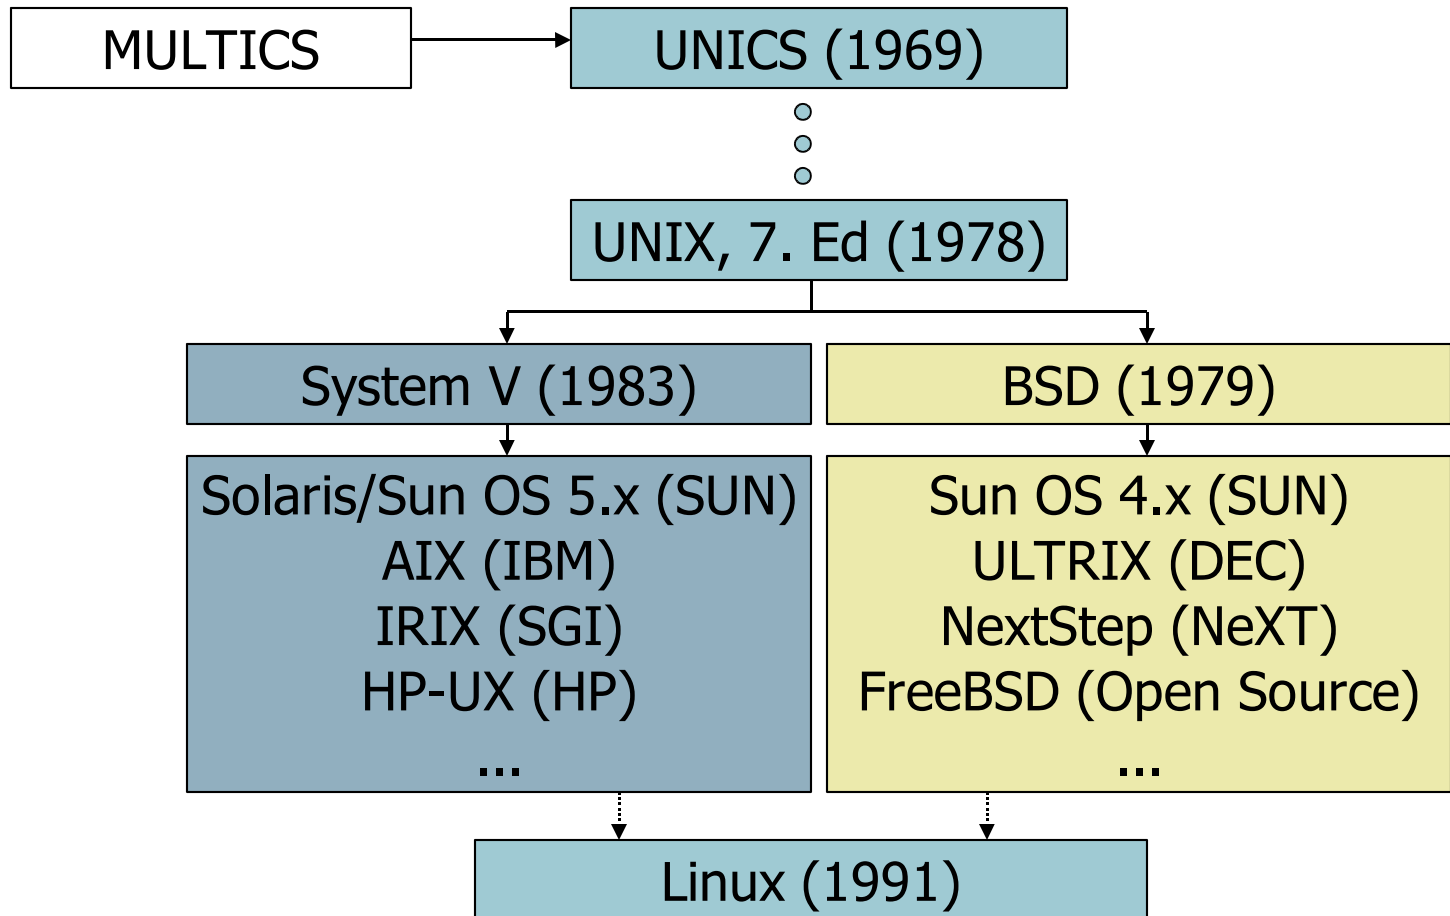 MULTICS
UNICS (1969)
UNIX, 7. Ed (1978)
System V (1983)
BSD (1979)
Solaris/Sun OS 5.x (SUN)
AIX (IBM)
IRIX (SGI)
HP-UX (HP)
...
Sun OS 4.x (SUN)
ULTRIX (DEC)
NextStep (NeXT)
FreeBSD (Open Source)
...
Linux (1991)